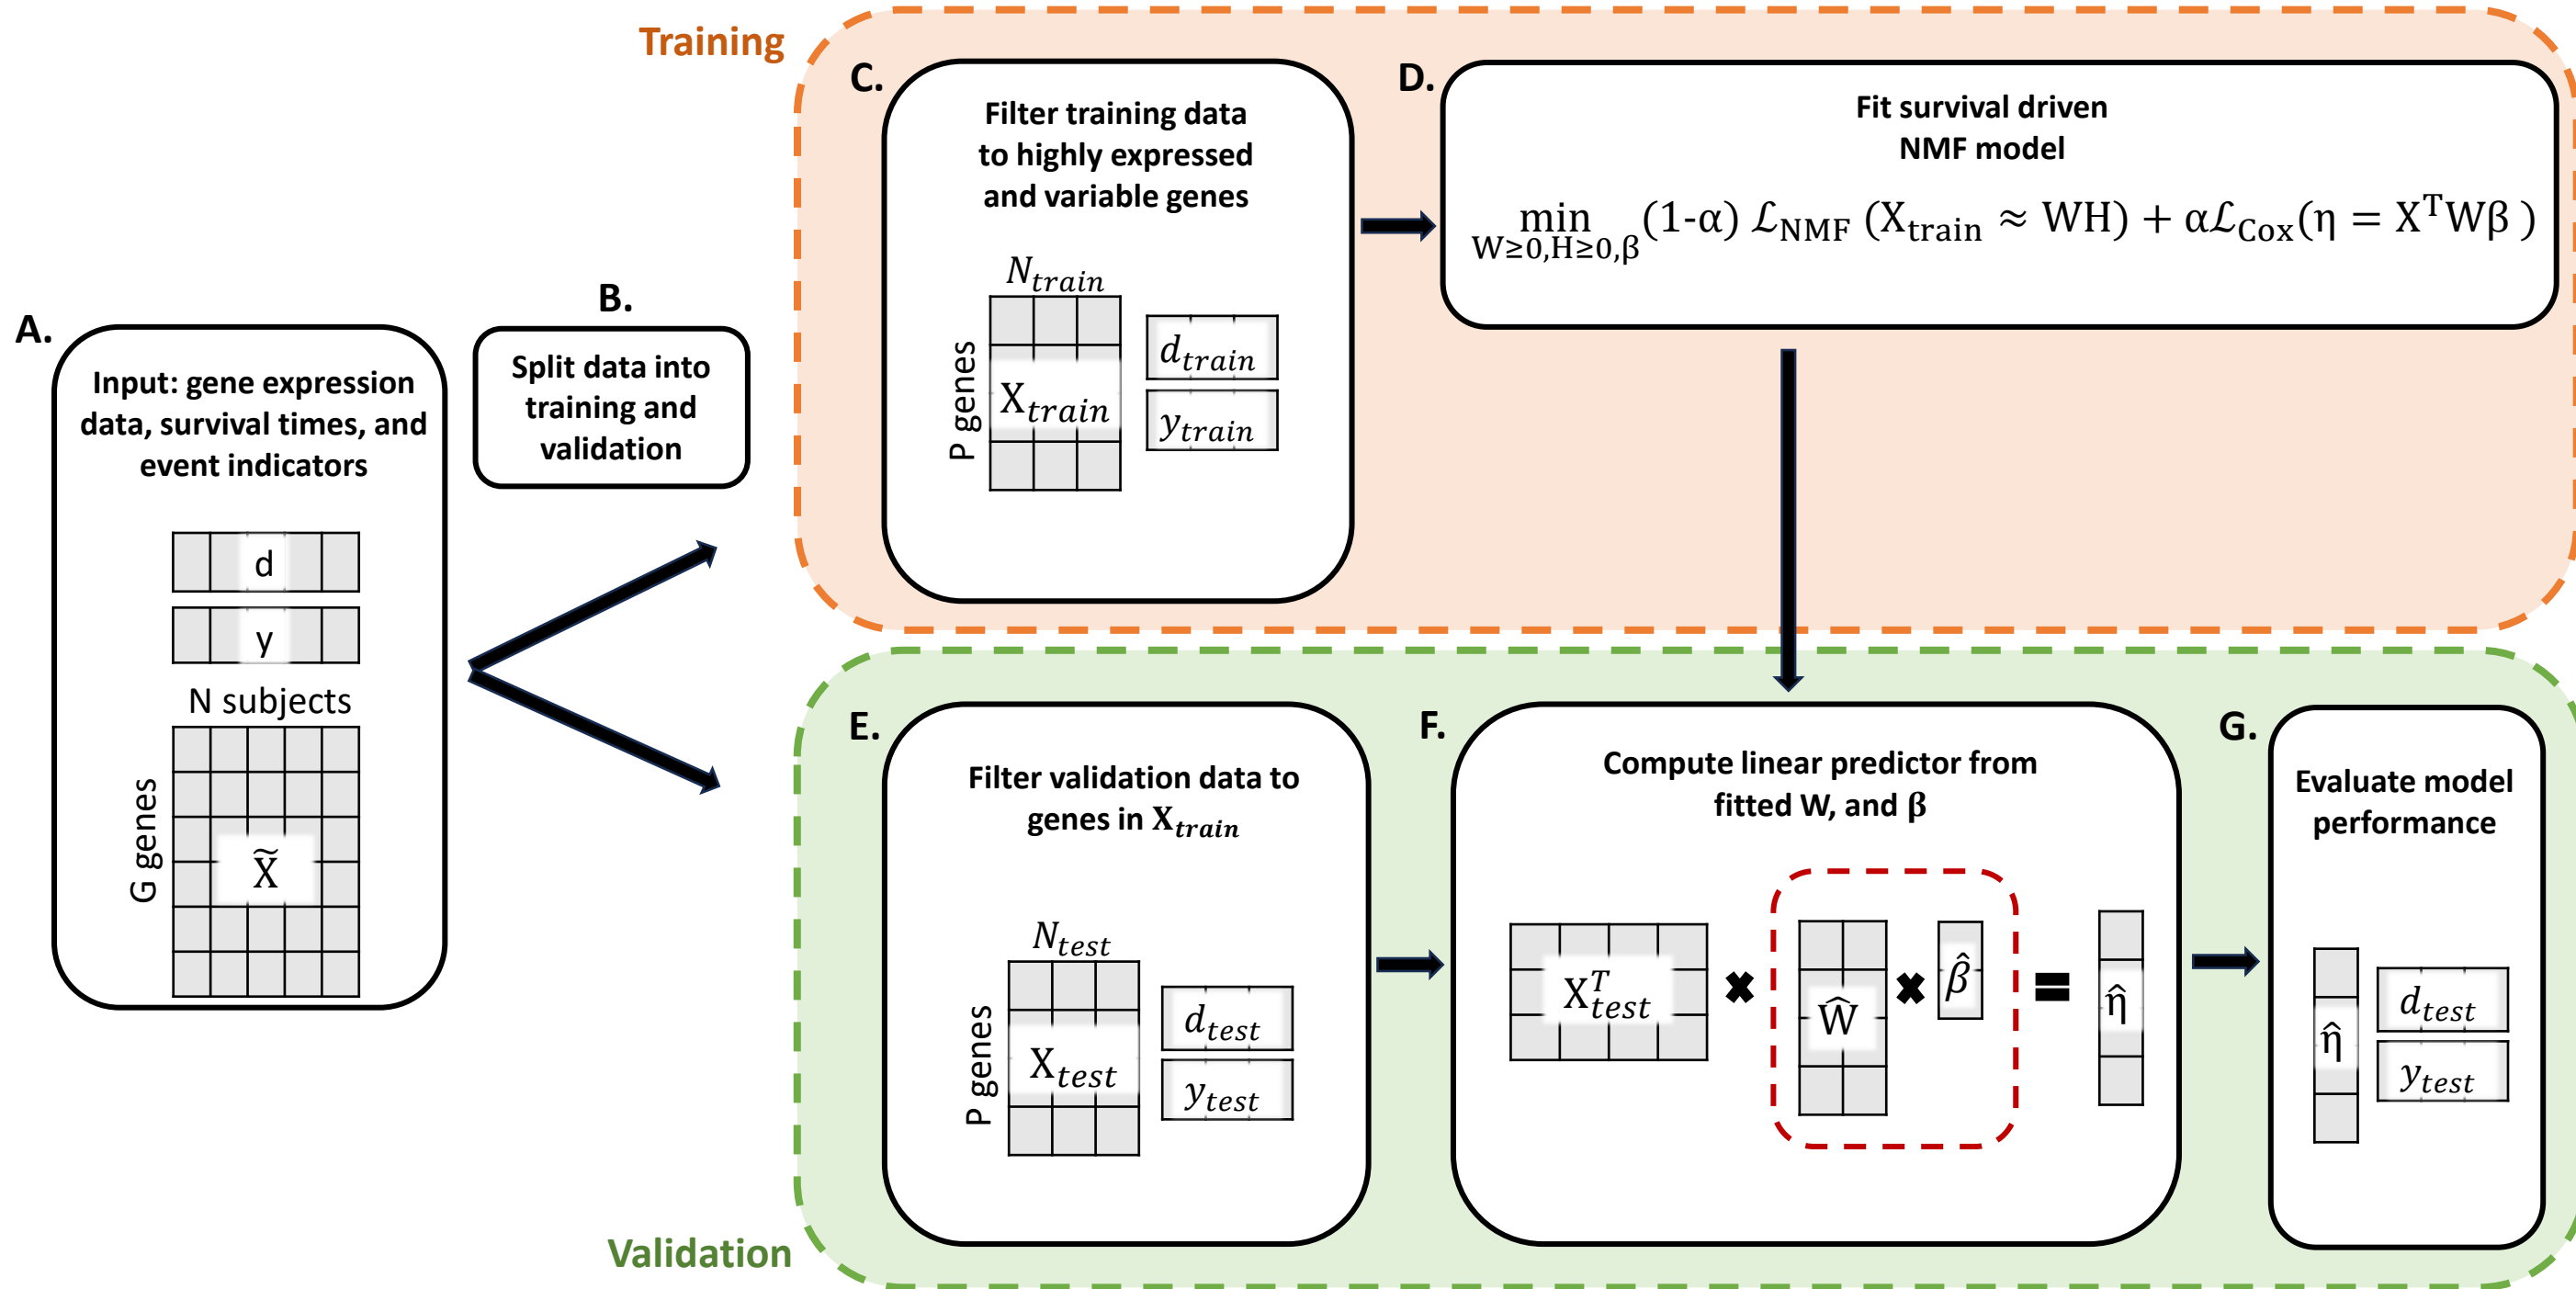 Training
A.
Input: gene expression
data, survival times, and
event indicators
d
y
N subjects
G genes
X̃
B.
Split data into
training and
validation
C.
Filter training data
to highly expressed
and variable genes
N_train
P genes
X_train
d_train
y_train
D.
Fit survival driven
NMF model
min (1-α) ℒ_NMF (X_train ≈ WH) + αℒ_Cox(η = XᵀWβ )
W≥0,H≥0,β
Validation
E.
Filter validation data to
genes in X_train
N_test
P genes
X_test
d_test
y_test
F.
Compute linear predictor from
fitted W, and β
X_test^T ✖ Ŵ ✖ β̂ = η̂
G.
Evaluate model
performance
η̂
d_test
y_test